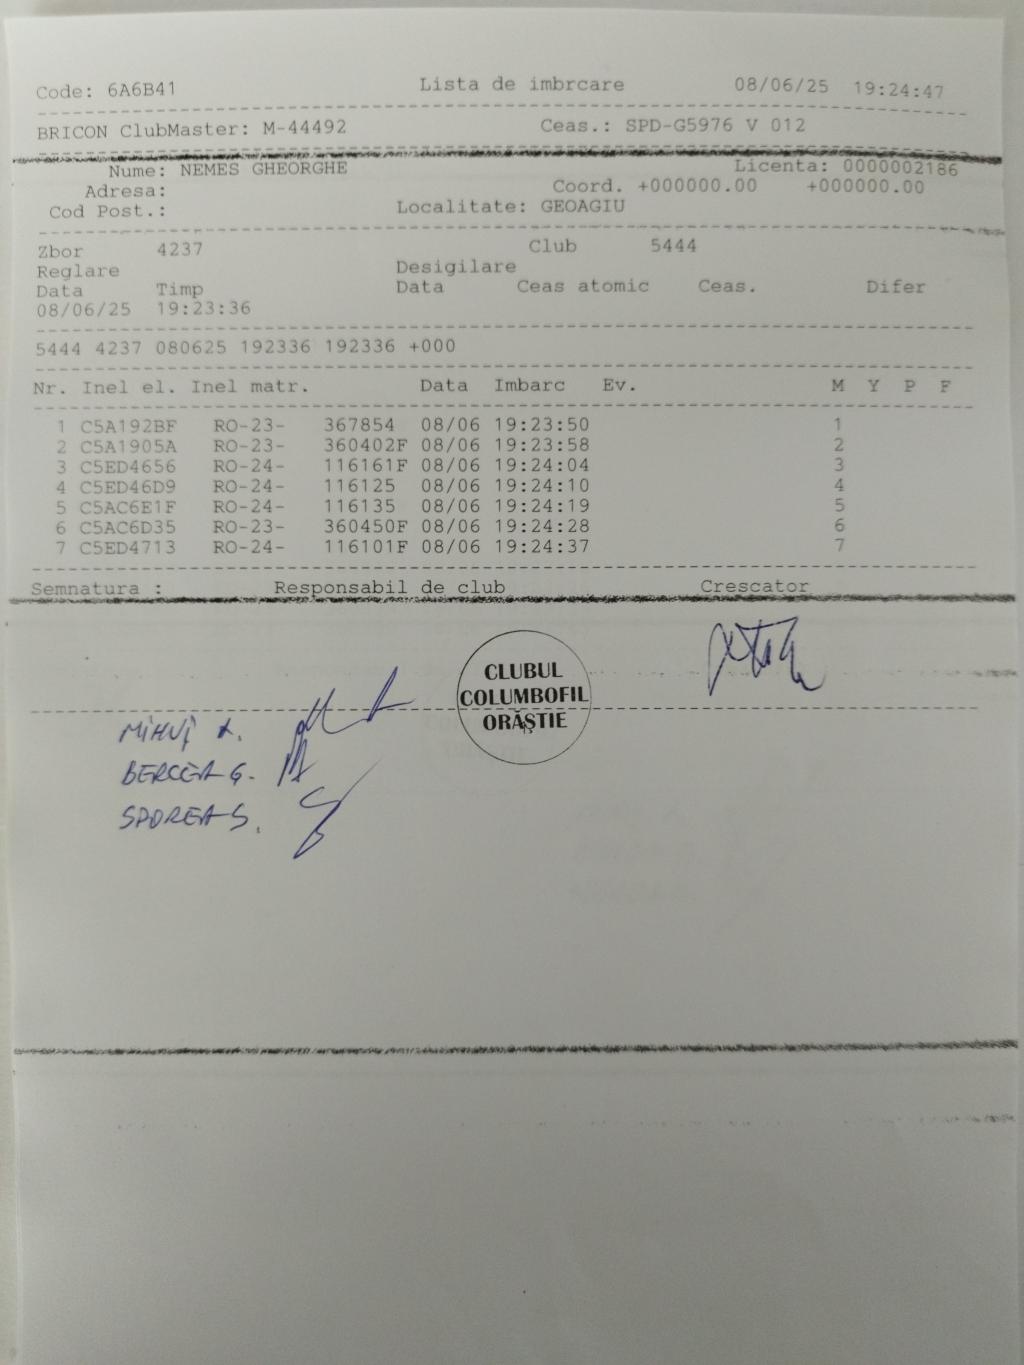 Code: 6A6B41 Lista de imbrcare 08/06/25 19:24:47
BRICON ClubMaster: M-44492 Ceas.: SPD-G5976 V 012
Nume: NEMES GHEORGHE Licenta: 0000002186
Adresa: Coord. +000000.00 +000000.00
Cod Post.: Localitate: GEOAGIU
Zbor 4237 Club 5444
Reglare Desigilare
Data Timp Data Ceas atomic Ceas. Difer
08/06/25 19:23:36
5444 4237 080625 192336 192336 +000
Nr. Inel el. Inel matr. Data Imbarc Ev. M Y P F
1 C5A192BF RO-23- 367854 08/06 19:23:50 1
2 C5A1905A RO-23- 360402F 08/06 19:23:58 2
3 C5ED4656 RO-24- 116161F 08/06 19:24:04 3
4 C5ED46D9 RO-24- 116125 08/06 19:24:10 4
5 C5AC6E1F RO-24- 116135 08/06 19:24:19 5
6 C5AC6D35 RO-23- 360450F 08/06 19:24:28 6
7 C5ED4713 RO-24- 116101F 08/06 19:24:37 7
Semnatura : Responsabil de club Crescator
CLUBUL
COLUMBOFIL
ORĂȘTIE
MIHUȚ A.
BERCEA G.
SPOREA S.